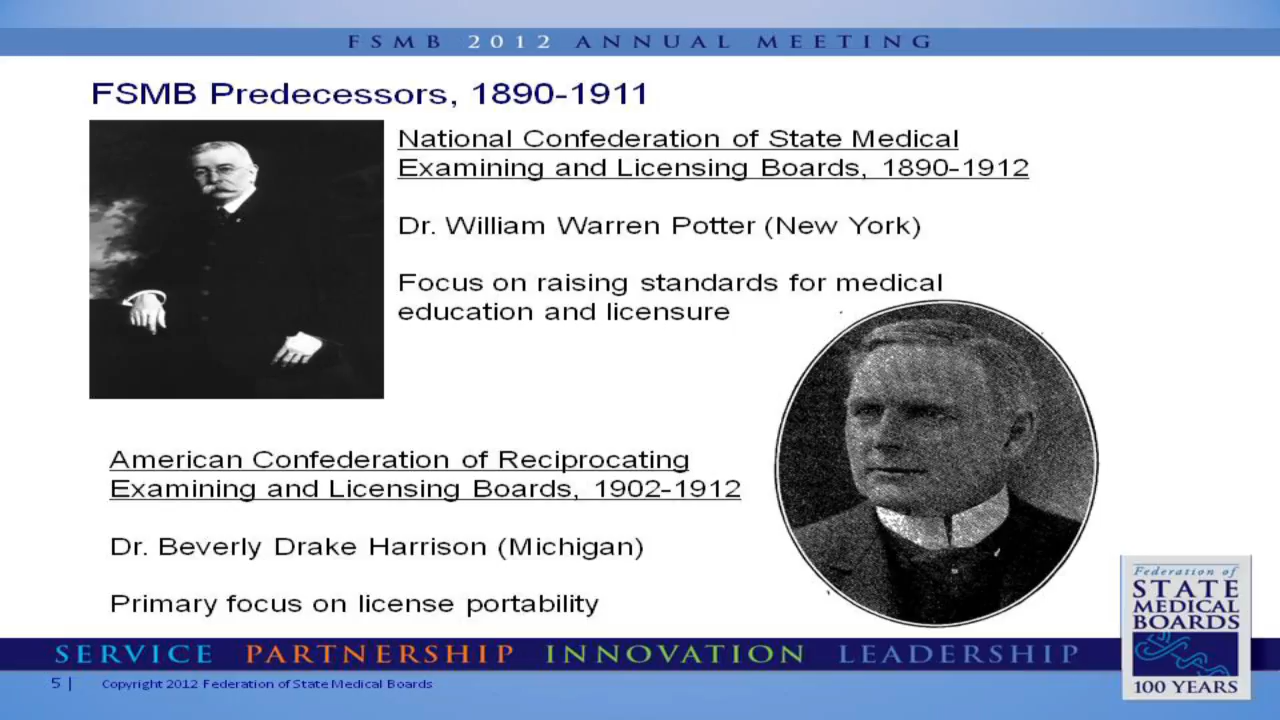 FSMB 2012 ANNUAL MEETING
FSMB Predecessors, 1890-1911
National Confederation of State Medical
Examining and Licensing Boards, 1890-1912
Dr. William Warren Potter (New York)
Focus on raising standards for medical
education and licensure
American Confederation of Reciprocating
Examining and Licensing Boards, 1902-1912
Dr. Beverly Drake Harrison (Michigan)
Primary focus on license portability
Federation of
STATE
MEDICAL
BOARDS
100 YEARS
SERVICE PARTNERSHIP INNOVATION LEADERSHIP
5 | Copyright 2012 Federation of State Medical Boards